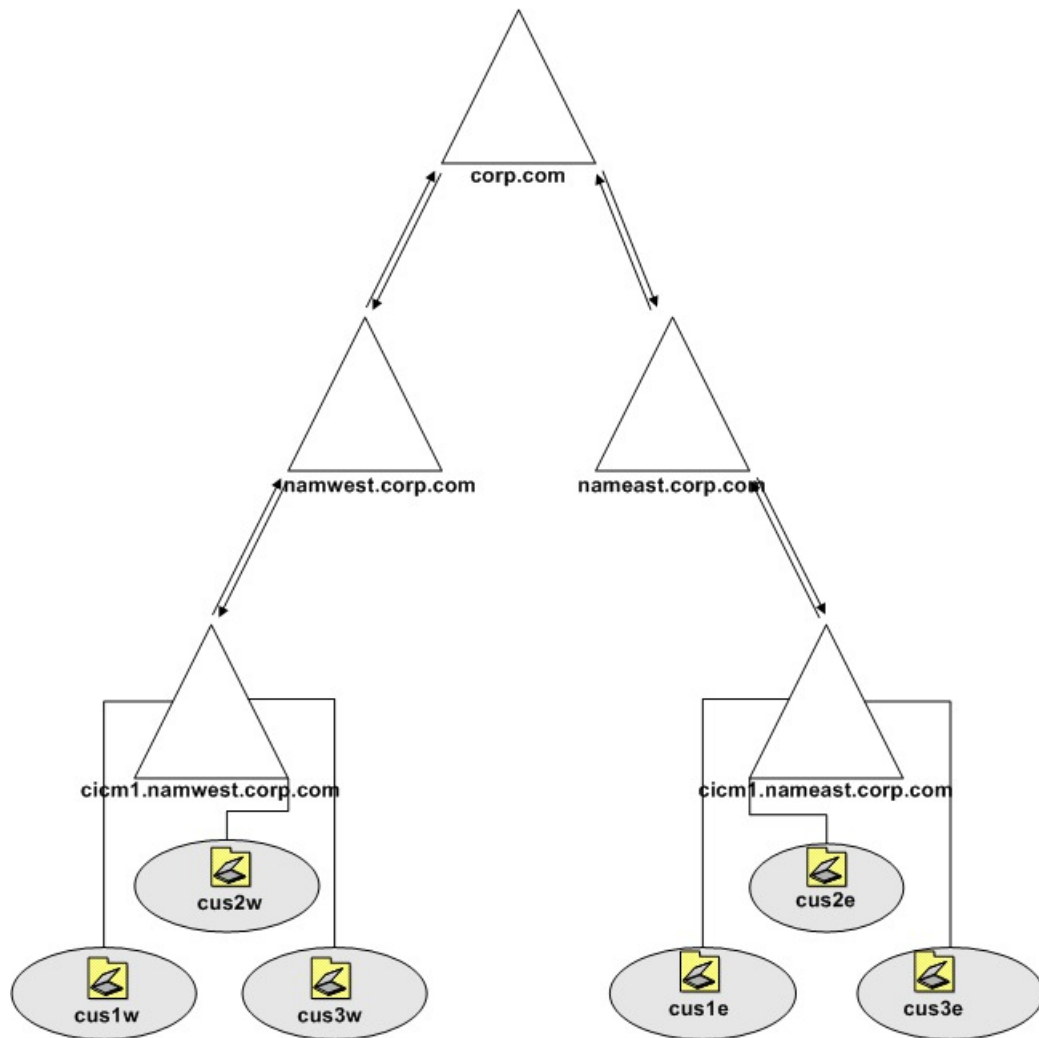 corp.com
namwest.corp.com
nameast.corp.com
cicm1.namwest.corp.com
cicm1.nameast.corp.com
cus2w
cus2e
cus1w
cus3w
cus1e
cus3e